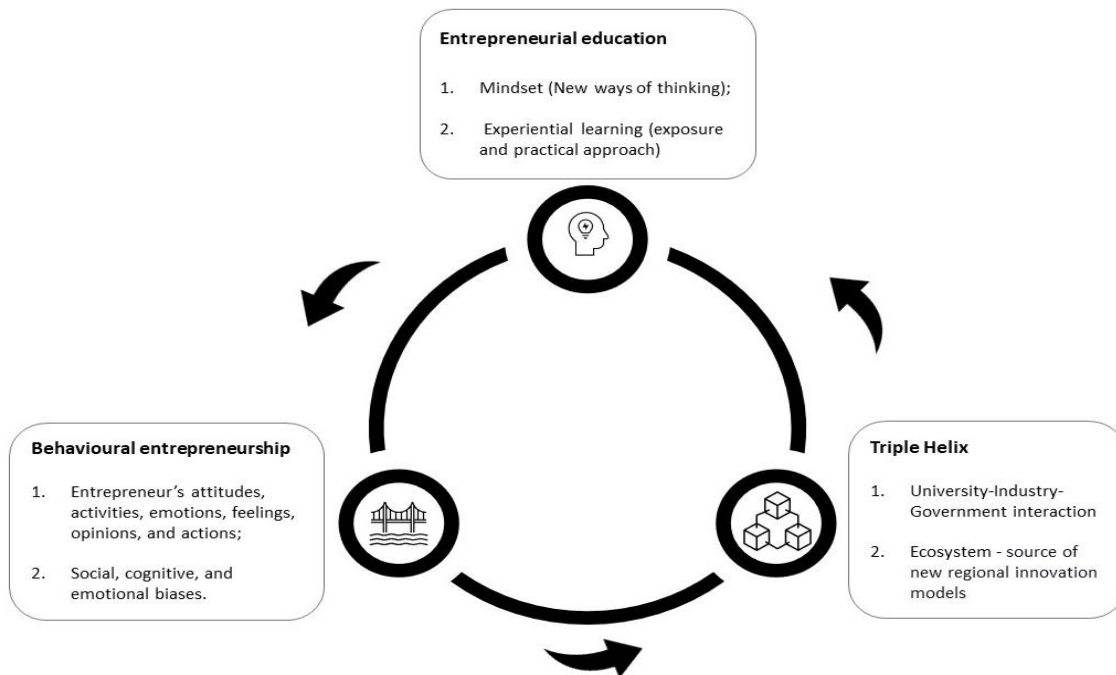 Entrepreneurial education
1. Mindset (New ways of thinking);
2. Experiential learning (exposure
and practical approach)
Behavioural entrepreneurship
1. Entrepreneur's attitudes,
activities, emotions, feelings,
opinions, and actions;
2. Social, cognitive, and
emotional biases.
Triple Helix
1. University-Industry-
Government interaction
2. Ecosystem - source of
new regional innovation
models